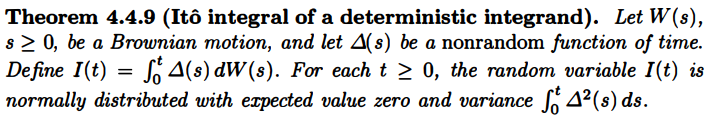 Theorem 4.4.9 (Itô integral of a deterministic integrand). Let W(s),
s ≥ 0, be a Brownian motion, and let Δ(s) be a nonrandom function of time.
Define I(t) = ∫₀ᵗ Δ(s) dW(s). For each t ≥ 0, the random variable I(t) is
normally distributed with expected value zero and variance ∫₀ᵗ Δ²(s) ds.